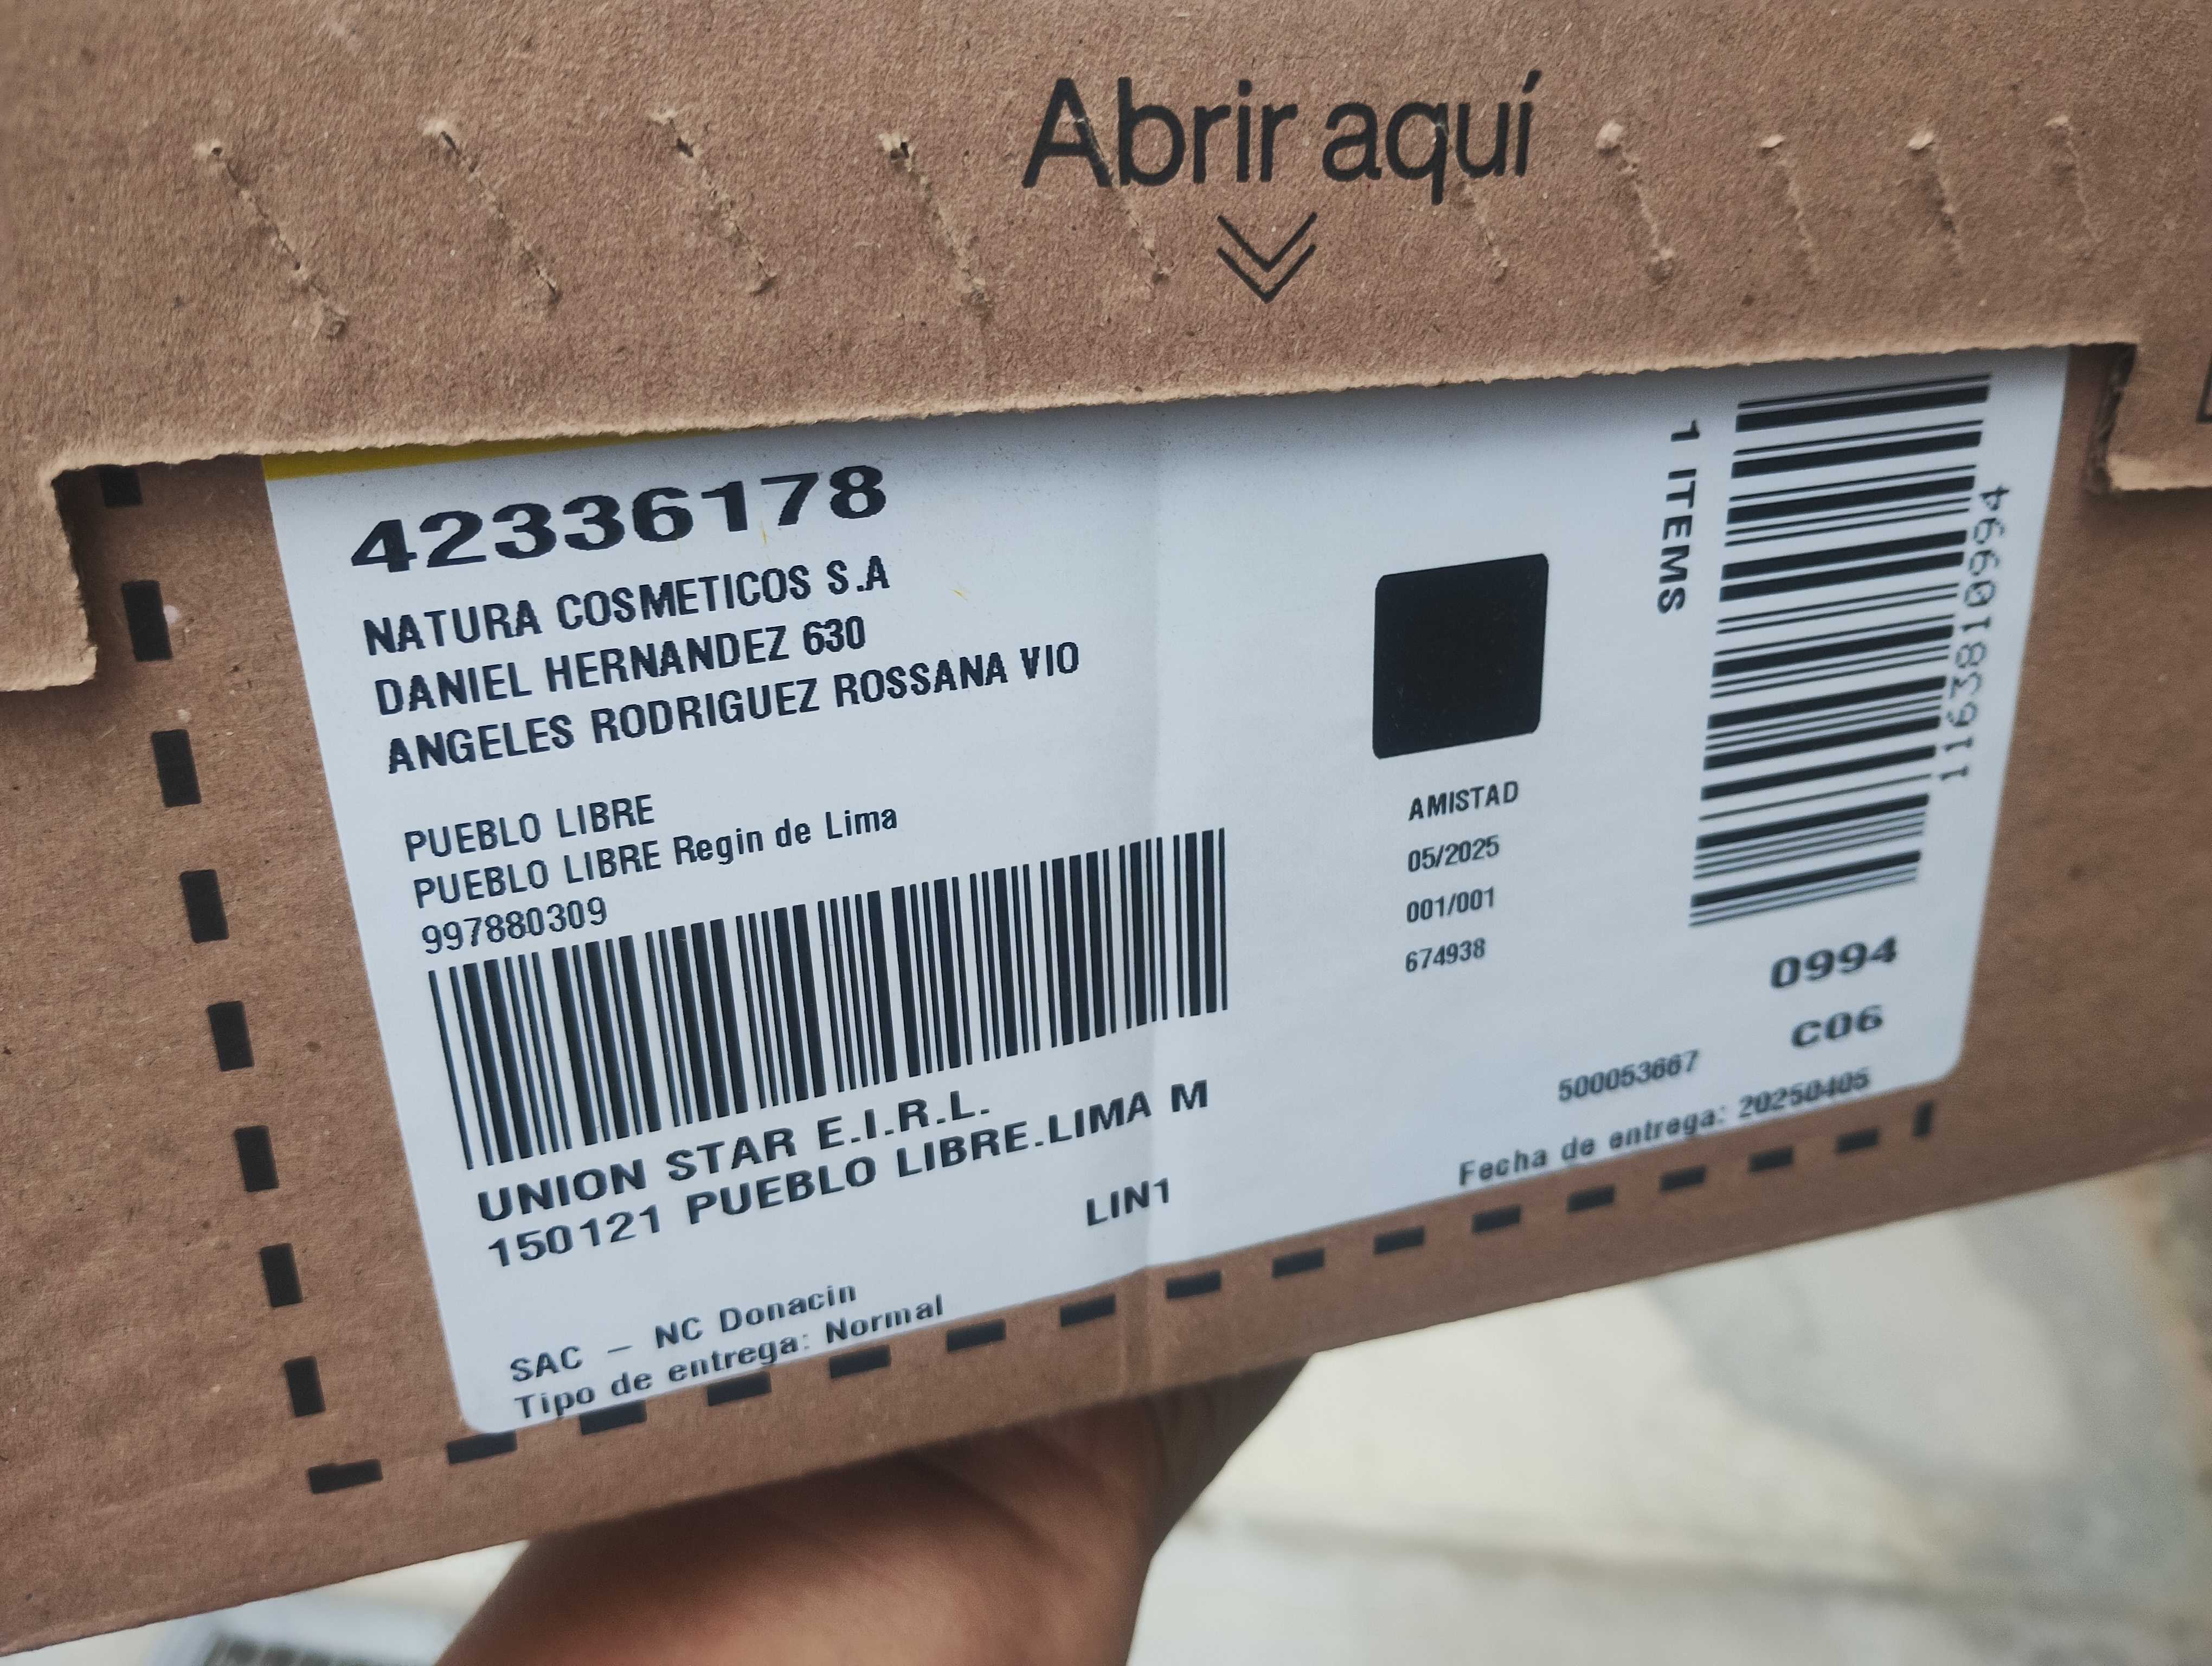 Abrir aquí
42336178
NATURA COSMETICOS S.A
DANIEL HERNANDEZ 630
ANGELES RODRIGUEZ ROSSANA VIO
PUEBLO LIBRE
PUEBLO LIBRE Regin de Lima
997880309
UNION STAR E.I.R.L.
150121 PUEBLO LIBRE.LIMA M
LIN1
SAC – NC Donacin
Tipo de entrega: Normal
AMISTAD
05/2025
001/001
674938
1 ITEMS
1163810994
0994
C06
500053667
Fecha de entrega: 20250405